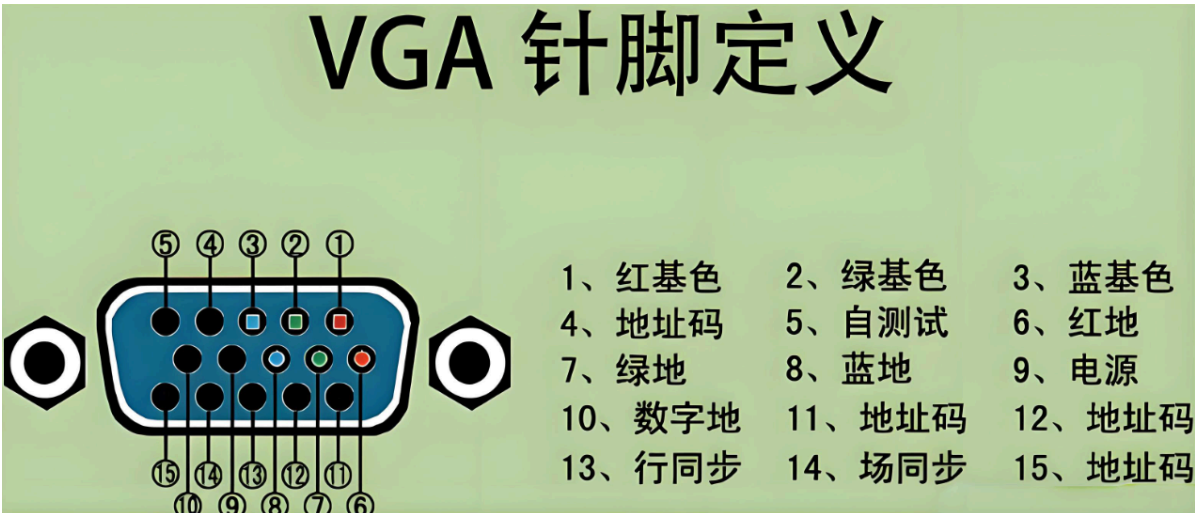 VGA 针脚定义
⑤ ④ ③ ② ①
1、红基色 2、绿基色 3、蓝基色
4、地址码 5、自测试 6、红地
7、绿地 8、蓝地 9、电源
10、数字地 11、地址码 12、地址码
13、行同步 14、场同步 15、地址码
⑮ ⑭ ⑬ ⑫ ⑪
⑩ ⑨ ⑧ ⑦ ⑥